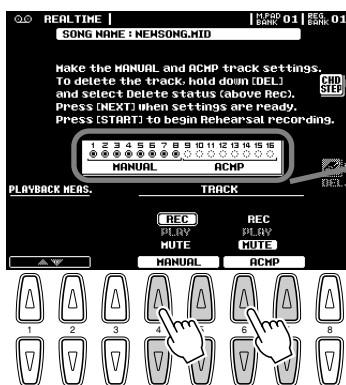 REALTIME
M.PAD BANK 01
REG. BANK 01
SONG NAME : NEWSONG.MID
Make the MANUAL and ACMP track settings.
To delete the track, hold down [DEL]
and select Delete status (above Rec).
Press [NEXT] when settings are ready.
Press [START] to begin Rehearsal recording.
CHD STEP
1 2 3 4 5 6 7 8 9 10 11 12 13 14 15 16
MANUAL ACMP
DEL.
PLAYBACK MEAS. TRACK
REC REC
PLAY PLAY
MUTE MUTE
MANUAL ACMP
1 2 3 4 5 6 8